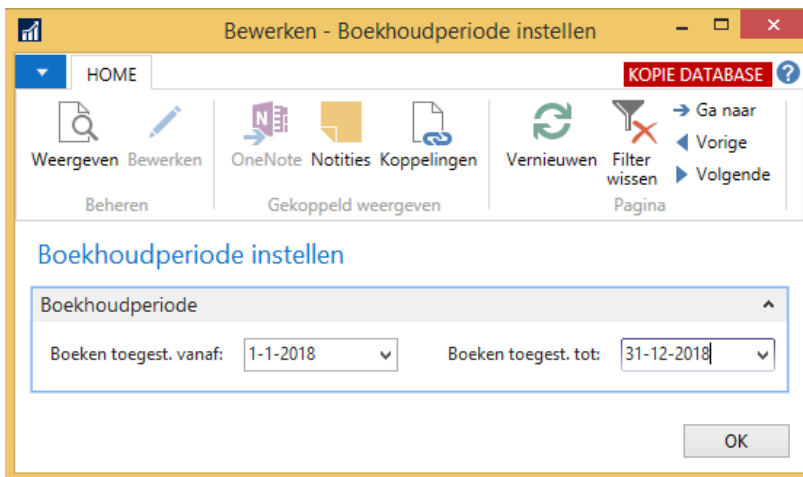 Bewerken - Boekhoudperiode instellen
HOME
KOPIE DATABASE
?
Weergeven
Bewerken
OneNote
Notities
Koppelingen
Vernieuwen
Filter
wissen
Ga naar
Vorige
Volgende
Beheren
Gekoppeld weergeven
Pagina
Boekhoudperiode instellen
Boekhoudperiode
Boeken toegest. vanaf: 1-1-2018 Boeken toegest. tot: 31-12-2018
OK